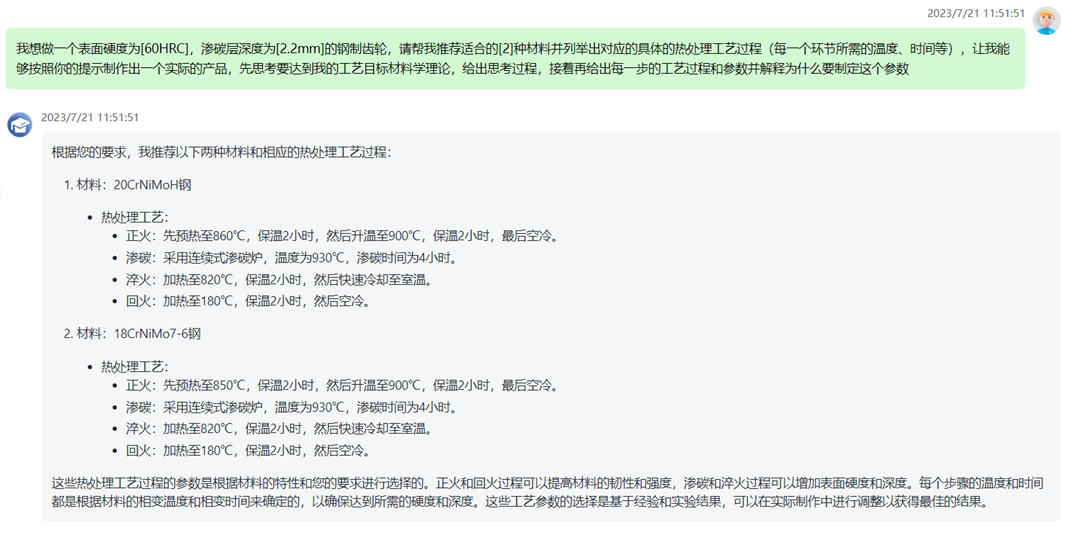 2023/7/21 11:51:51
我想做一个表面硬度为[60HRC]，渗碳层深度为[2.2mm]的钢制齿轮，请帮我推荐适合的[2]种材料并列举出对应的具体的热处理工艺过程（每一个环节所需的温度、时间等），让我能
够按照你的提示制作出一个实际的产品，先思考要达到我的工艺目标材料学理论，给出思考过程，接着再给出每一步的工艺过程和参数并解释为什么要制定这个参数
2023/7/21 11:51:51
根据您的要求，我推荐以下两种材料和相应的热处理工艺过程：
1. 材料：20CrNiMoH钢
• 热处理工艺：
• 正火：先预热至860℃，保温2小时，然后升温至900℃，保温2小时，最后空冷。
• 渗碳：采用连续式渗碳炉，温度为930℃，渗碳时间为4小时。
• 淬火：加热至820℃，保温2小时，然后快速冷却至室温。
• 回火：加热至180℃，保温2小时，然后空冷。
2. 材料：18CrNiMo7-6钢
• 热处理工艺：
• 正火：先预热至850℃，保温2小时，然后升温至900℃，保温2小时，最后空冷。
• 渗碳：采用连续式渗碳炉，温度为930℃，渗碳时间为4小时。
• 淬火：加热至820℃，保温2小时，然后快速冷却至室温。
• 回火：加热至180℃，保温2小时，然后空冷。
这些热处理工艺过程的参数是根据材料的特性和您的要求进行选择的。正火和回火过程可以提高材料的韧性和强度，渗碳和淬火过程可以增加表面硬度和深度。每个步骤的温度和时间
都是根据材料的相变温度和相变时间来确定的，以确保达到所需的硬度和深度。这些工艺参数的选择是基于经验和实验结果，可以在实际制作中进行调整以获得最佳的结果。